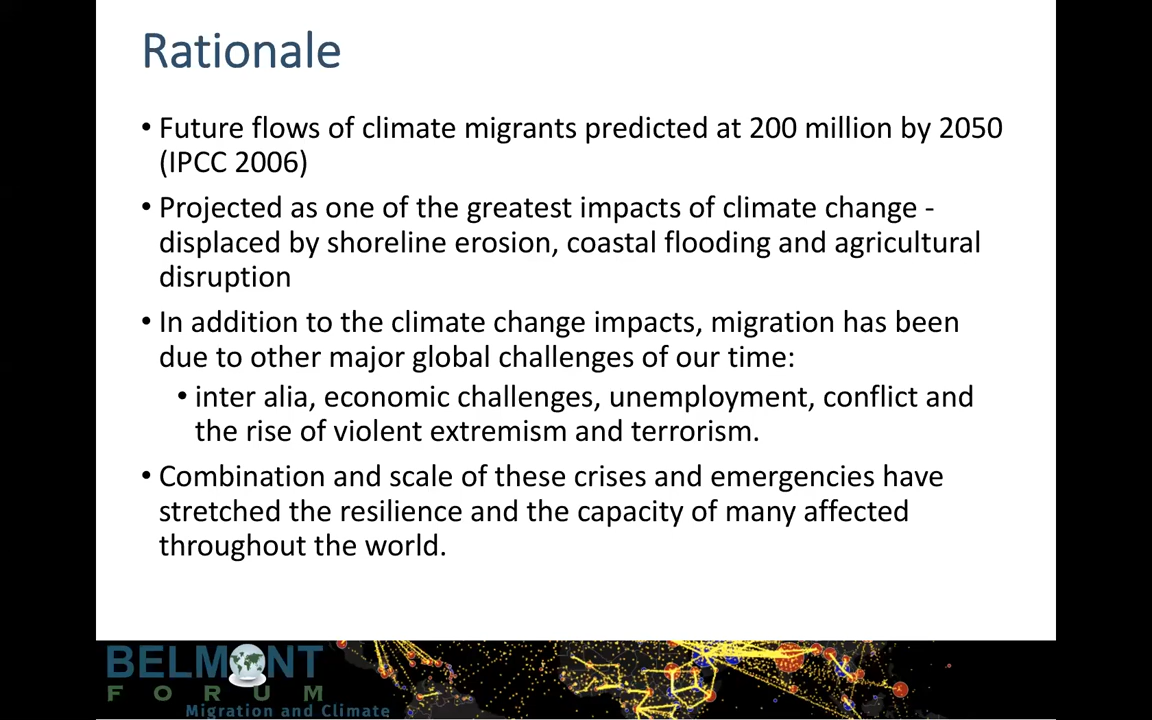 Rationale
• Future flows of climate migrants predicted at 200 million by 2050
(IPCC 2006)
• Projected as one of the greatest impacts of climate change -
displaced by shoreline erosion, coastal flooding and agricultural
disruption
• In addition to the climate change impacts, migration has been
due to other major global challenges of our time:
• inter alia, economic challenges, unemployment, conflict and
the rise of violent extremism and terrorism.
• Combination and scale of these crises and emergencies have
stretched the resilience and the capacity of many affected
throughout the world.
BELMONT
FORUM
Migration and Climate